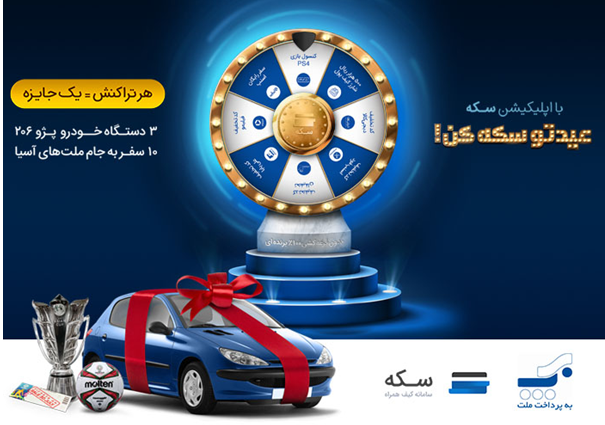 با اپلیکیشن سکه
عیدتو سکه کن!
هر تراکنش = یک جایزه
۳ دستگاه خودرو پژو ۲۰۶
۱۰ سفر به جام ملت‌های آسیا
کنسول بازی
PS4
سکه
molten
سکه
سامانه کیف همراه
به پرداخت ملت